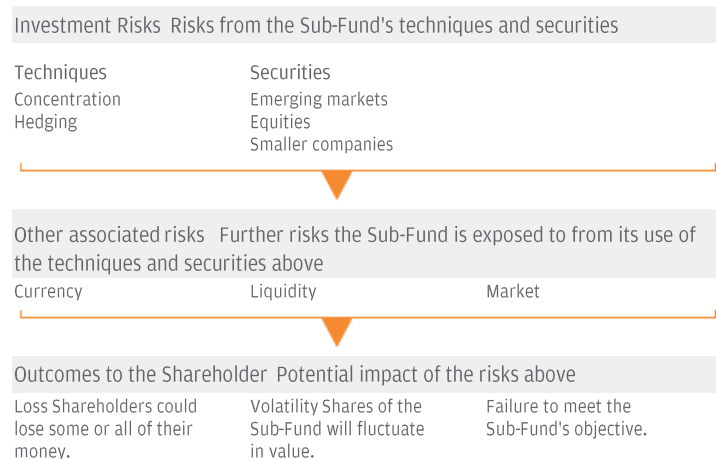 Investment Risks Risks from the Sub-Fund's techniques and securities
Techniques
Concentration
Hedging
Securities
Emerging markets
Equities
Smaller companies
Other associated risks Further risks the Sub-Fund is exposed to from its use of
the techniques and securities above
Currency
Liquidity
Market
Outcomes to the Shareholder Potential impact of the risks above
Loss Shareholders could
lose some or all of their
money.
Volatility Shares of the
Sub-Fund will fluctuate
in value.
Failure to meet the
Sub-Fund's objective.